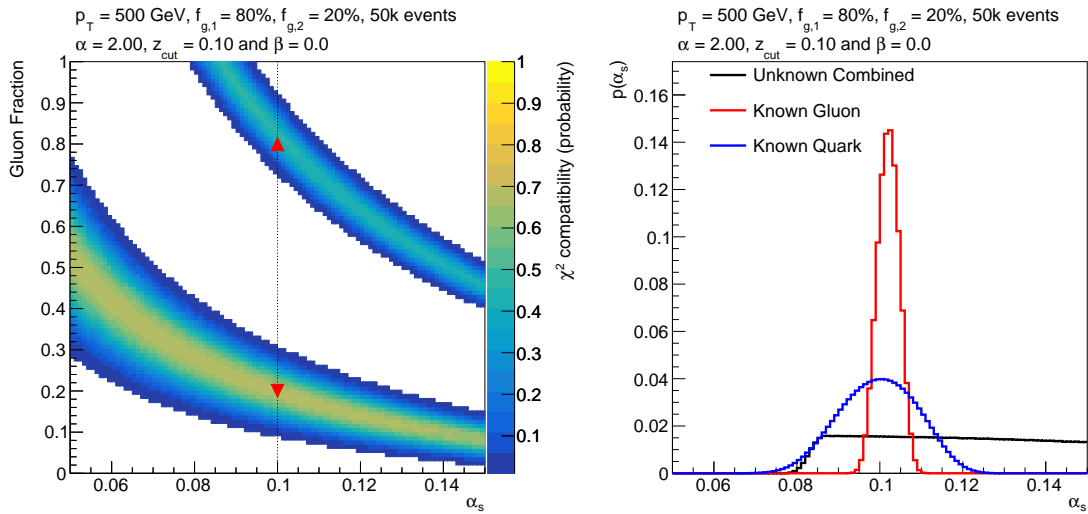 p_T = 500 GeV, f_g,1 = 80%, f_g,2 = 20%, 50k events
α = 2.00, z_cut = 0.10 and β = 0.0
Gluon Fraction
1
0.9
0.8
0.7
0.6
0.5
0.4
0.3
0.2
0.1
0
0.06 0.08 0.1 0.12 0.14
α_s
1
0.9
0.8
0.7
0.6
0.5
0.4
0.3
0.2
0.1
χ² compatibility (probability)
p_T = 500 GeV, f_g,1 = 80%, f_g,2 = 20%, 50k events
α = 2.00, z_cut = 0.10 and β = 0.0
p(α_s)
Unknown Combined
Known Gluon
Known Quark
0.16
0.14
0.12
0.1
0.08
0.06
0.04
0.02
0
0.06 0.08 0.1 0.12 0.14
α_s